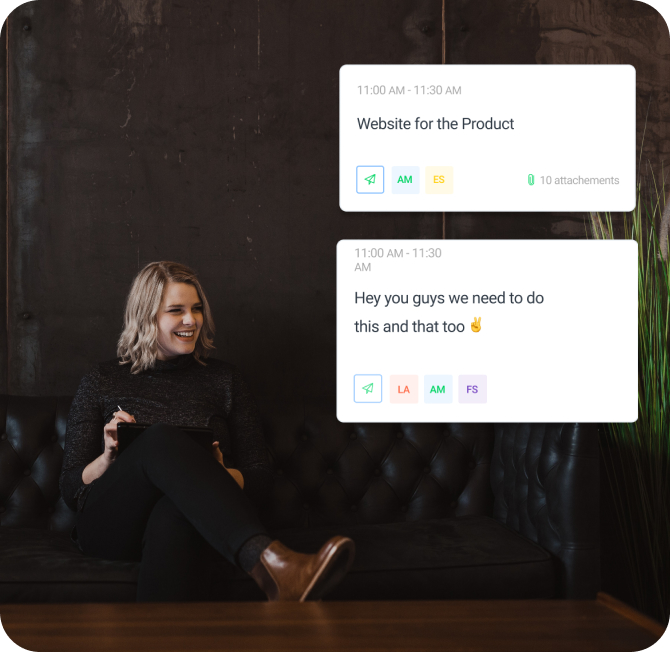 11:00 AM - 11:30 AM
Website for the Product
AM ES 10 attachements
11:00 AM - 11:30
AM
Hey you guys we need to do
this and that too ✌️
LA AM FS